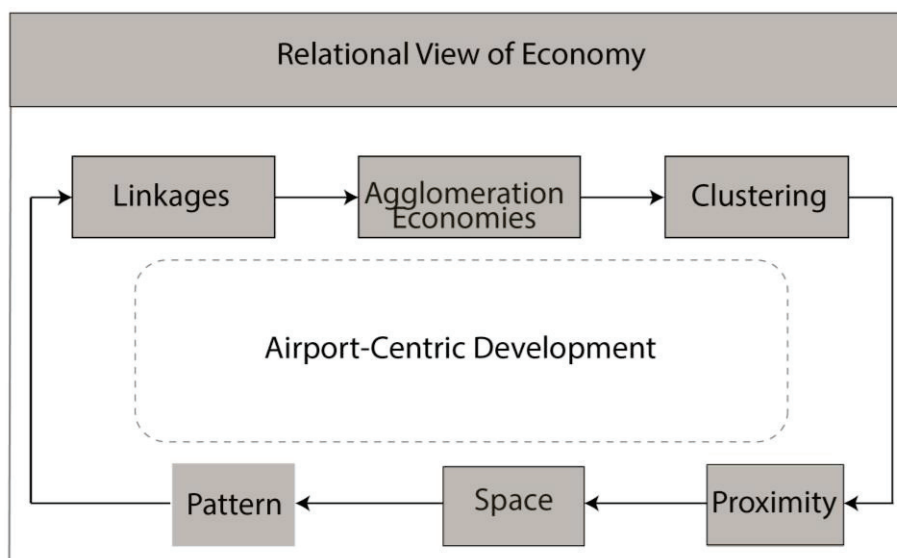 Relational View of Economy
Linkages
Agglomeration
Economies
Clustering
Airport-Centric Development
Pattern
Space
Proximity